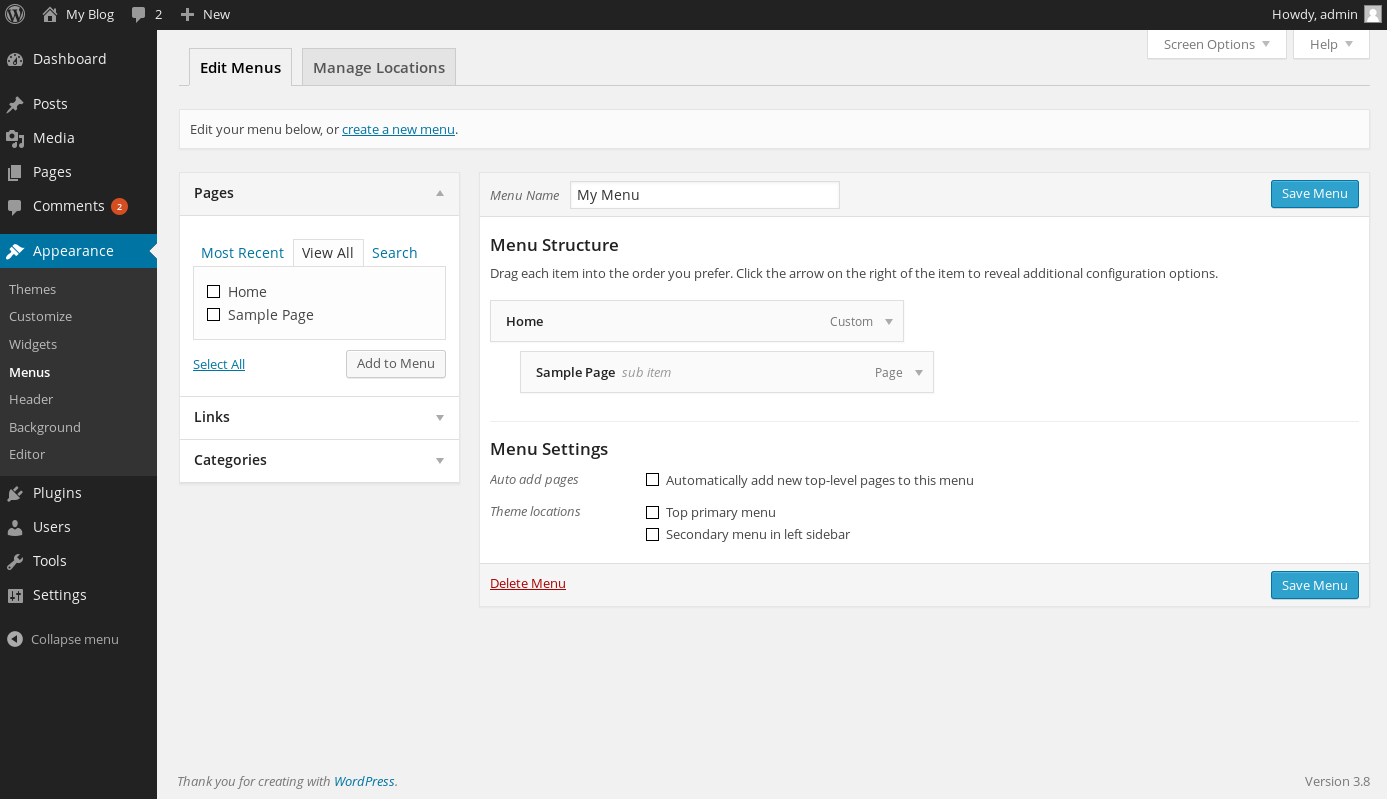 My Blog 2 New Howdy, admin
Dashboard
Posts
Media
Pages
Comments 2
Appearance
Themes
Customize
Widgets
Menus
Header
Background
Editor
Plugins
Users
Tools
Settings
Collapse menu
Screen Options Help
Edit Menus Manage Locations
Edit your menu below, or create a new menu.
Pages
Most Recent View All Search
Home
Sample Page
Select All Add to Menu
Links
Categories
Menu Name My Menu Save Menu
Menu Structure
Drag each item into the order you prefer. Click the arrow on the right of the item to reveal additional configuration options.
Home Custom
Sample Page sub item Page
Menu Settings
Auto add pages Automatically add new top-level pages to this menu
Theme locations Top primary menu
Secondary menu in left sidebar
Delete Menu Save Menu
Thank you for creating with WordPress. Version 3.8